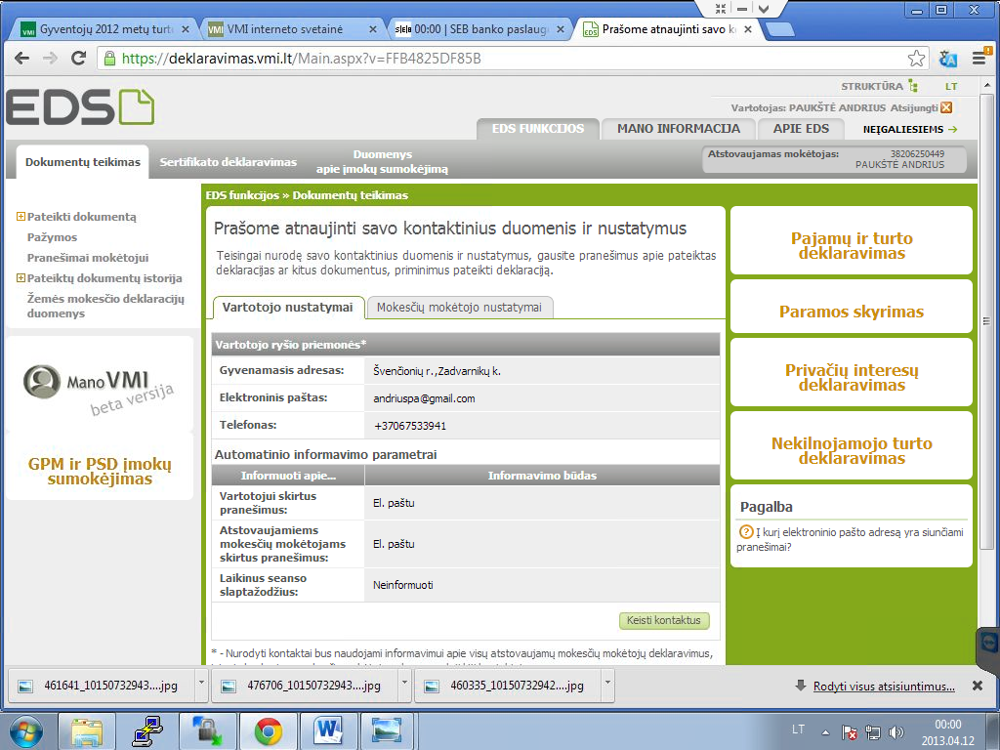 Gyventojų 2012 metų turto
VMI interneto svetainė
00:00 | SEB banko paslaug
Prašome atnaujinti savo k
https://deklaravimas.vmi.lt/Main.aspx?v=FFB4825DF85B
EDS
STRUKTŪRA
LT
Vartotojas: PAUKŠTĖ ANDRIUS Atsijungti
EDS FUNKCIJOS
MANO INFORMACIJA
APIE EDS
NEĮGALIESIEMS
Dokumentų teikimas
Sertifikato deklaravimas
Duomenys
apie įmokų sumokėjimą
Atstovaujamas mokėtojas:
38206250449
PAUKŠTĖ ANDRIUS
Pateikti dokumentą
Pažymos
Pranešimai mokėtojui
Pateiktų dokumentų istorija
Žemės mokesčio deklaracijų
duomenys
Mano VMI
beta versija
GPM ir PSD įmokų
sumokėjimas
EDS funkcijos » Dokumentų teikimas
Prašome atnaujinti savo kontaktinius duomenis ir nustatymus
Teisingai nurodę savo kontaktinius duomenis ir nustatymus, gausite pranešimus apie pateiktas
deklaracijas ar kitus dokumentus, priminimus pateikti deklaraciją.
Vartotojo nustatymai
Mokesčių mokėtojo nustatymai
Vartotojo ryšio priemonės*
Gyvenamasis adresas:
Švenčionių r.,Zadvarnikų k.
Elektroninis paštas:
andriuspa@gmail.com
Telefonas:
+37067533941
Automatinio informavimo parametrai
Informuoti apie...
Informavimo būdas
Vartotojui skirtus
pranešimus:
El. paštu
Atstovaujamiems
mokesčių mokėtojams
skirtus pranešimus:
El. paštu
Laikinus seanso
slaptažodžius:
Neinformuoti
Keisti kontaktus
* - Nurodyti kontaktai bus naudojami informavimui apie visų atstovaujamų mokesčių mokėtojų deklaravimus,
Pajamų ir turto
deklaravimas
Paramos skyrimas
Privačių interesų
deklaravimas
Nekilnojamojo turto
deklaravimas
Pagalba
Į kurį elektroninio pašto adresą yra siunčiami
pranešimai?
461641_10150732943....jpg
476706_10150732943....jpg
460335_10150732942....jpg
Rodyti visus atsisiuntimus...
LT
00:00
2013.04.12